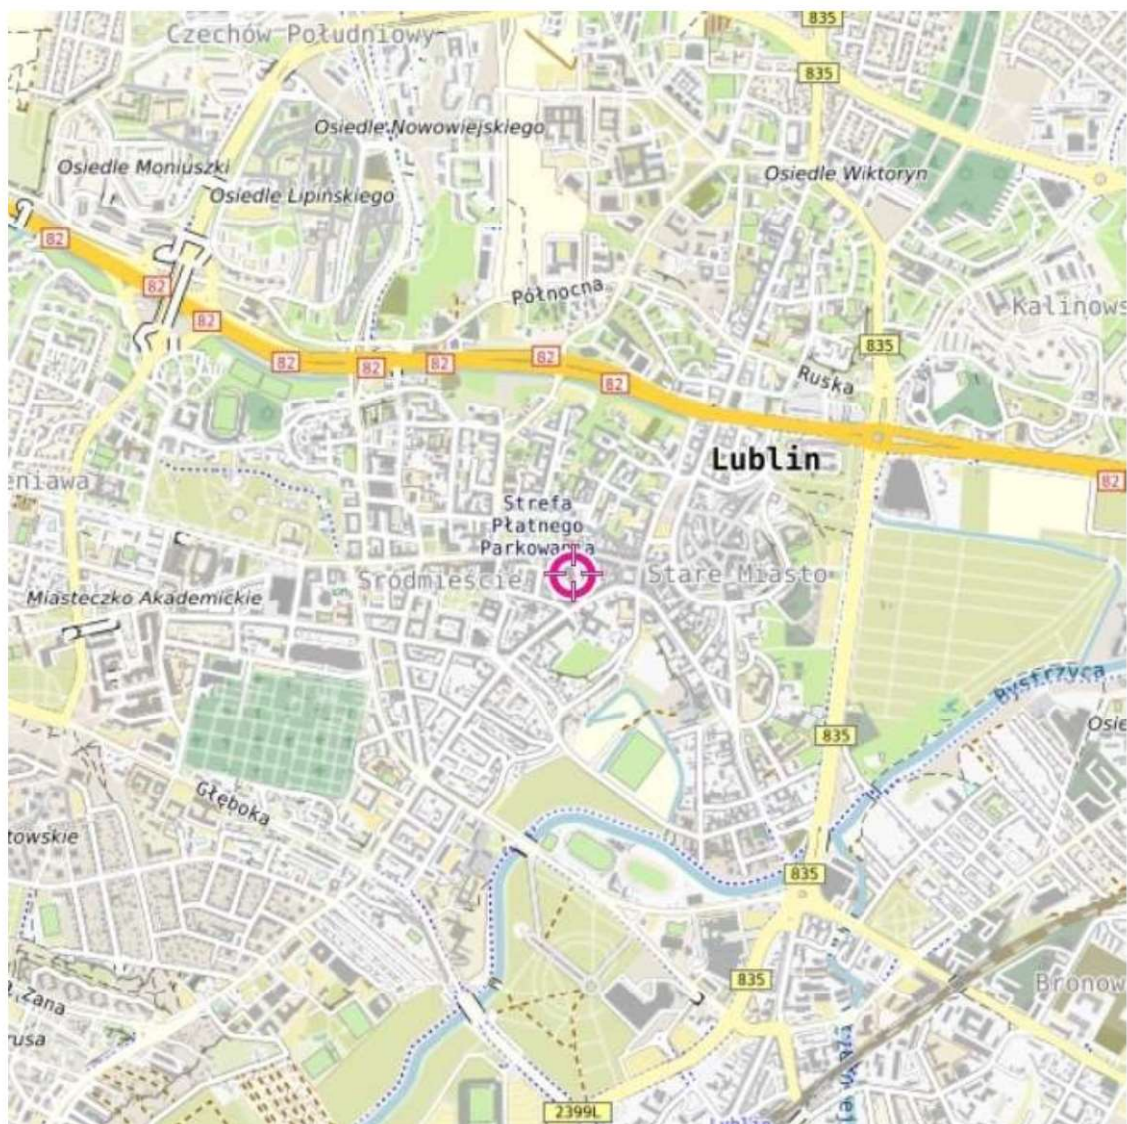 835
Czechów Południowy
835
Osiedle Nowowiejskiego
Osiedle Moniuszki
Osiedle Lipińskiego
Osiedle Wiktoryn
82
82
Północna
Kalinows
82
835
82
82
82
82
82
Ruska
Lublin
eniawa
82
Strefa
Płatnego
Parkowania
Śródmieście
Stare Miasto
Miasteczko Akademickie
Bystrzyca
Osie
835
Głęboka
towskie
835
835
Bronow
Zana
rusa
2399L
Lublin